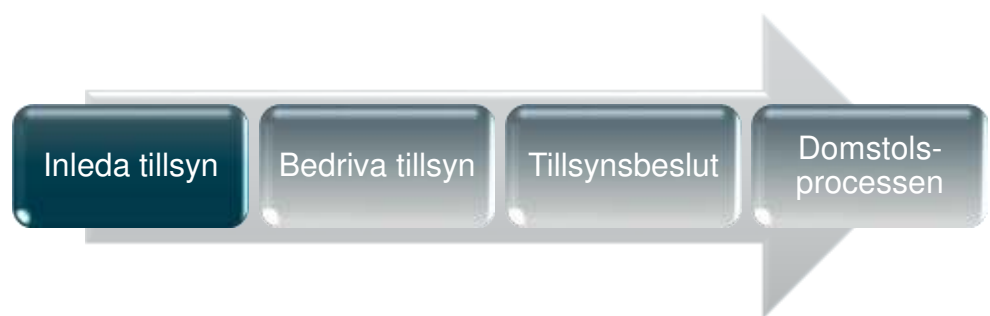 Inleda tillsyn
Bedriva tillsyn
Tillsynsbeslut
Domstols-
processen